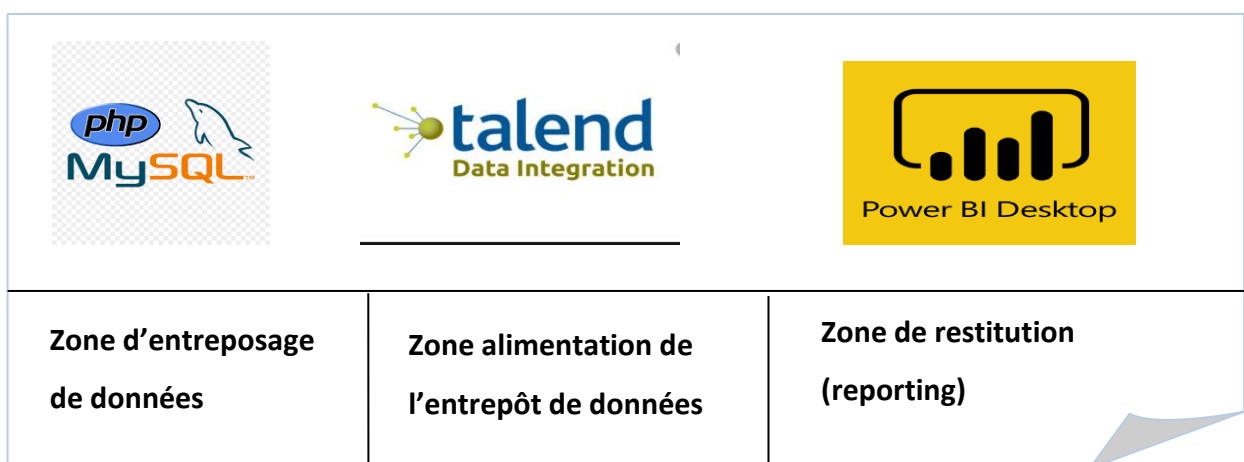 php
MySQL™
talend
Data Integration
Power BI Desktop
Zone d’entreposage
de données
Zone alimentation de
l’entrepôt de données
Zone de restitution
(reporting)